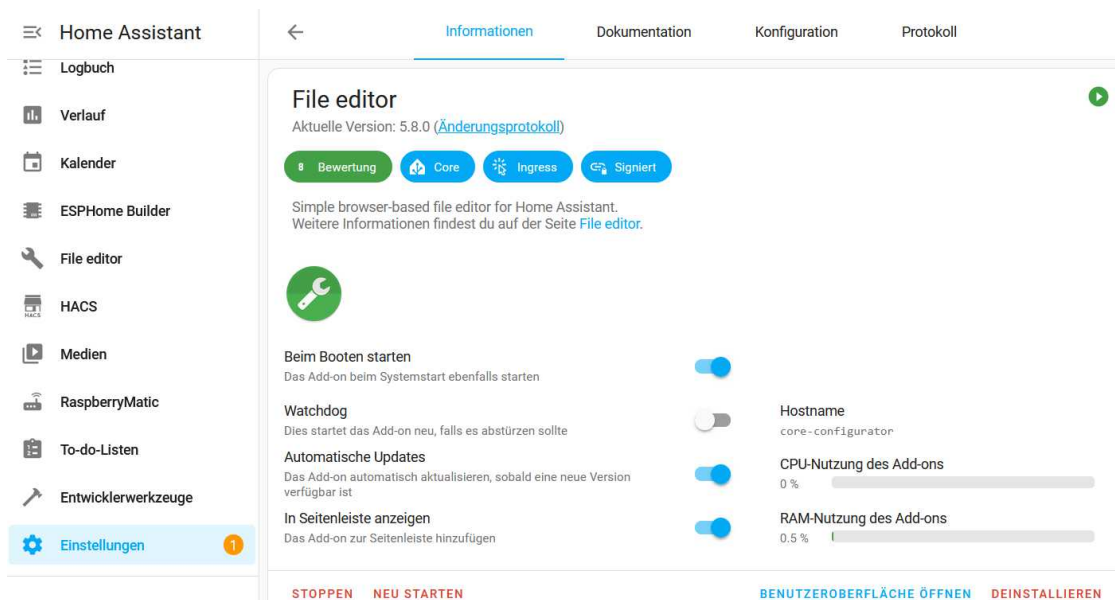 Home Assistant
Logbuch
Verlauf
Kalender
ESPHome Builder
File editor
HACS
HACS
Medien
RaspberryMatic
To-do-Listen
Entwicklerwerkzeuge
Einstellungen 1
Informationen Dokumentation Konfiguration Protokoll
File editor
Aktuelle Version: 5.8.0 (Änderungsprotokoll)
8 Bewertung Core Ingress Signiert
Simple browser-based file editor for Home Assistant.
Weitere Informationen findest du auf der Seite File editor.
Beim Booten starten
Das Add-on beim Systemstart ebenfalls starten
Watchdog
Dies startet das Add-on neu, falls es abstürzen sollte
Automatische Updates
Das Add-on automatisch aktualisieren, sobald eine neue Version
verfügbar ist
In Seitenleiste anzeigen
Das Add-on zur Seitenleiste hinzufügen
Hostname
core-configurator
CPU-Nutzung des Add-ons
0 %
RAM-Nutzung des Add-ons
0.5 %
STOPPEN NEU STARTEN BENUTZEROBERFLÄCHE ÖFFNEN DEINSTALLIEREN